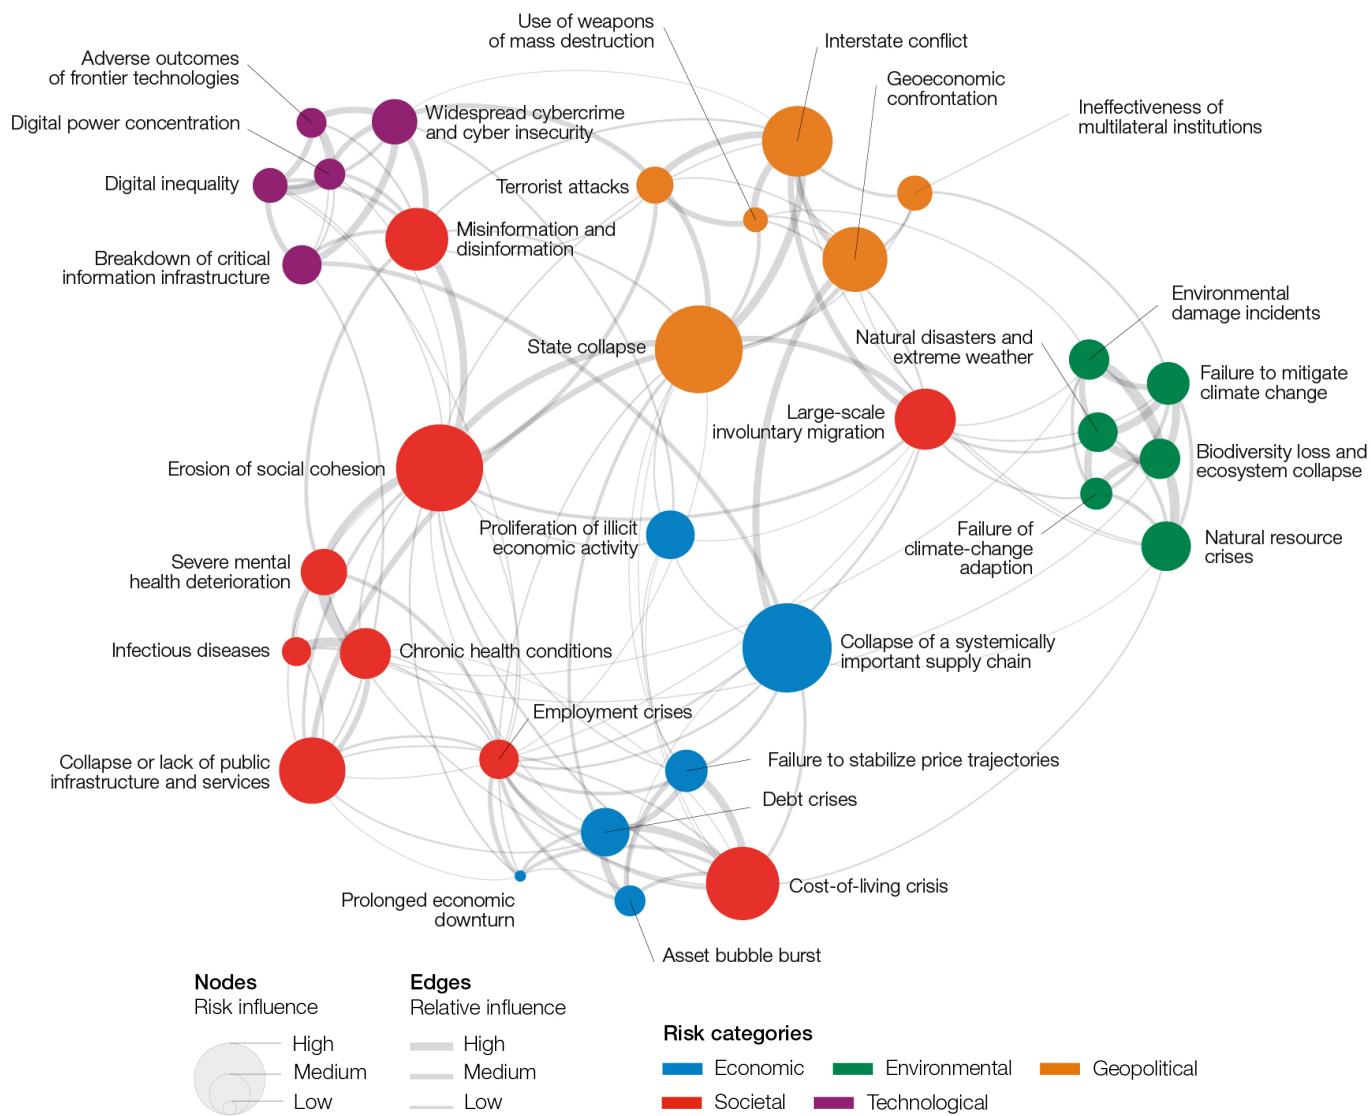 Use of weapons
of mass destruction
Interstate conflict
Adverse outcomes
of frontier technologies
Geoeconomic
confrontation
Ineffectiveness of
multilateral institutions
Digital power concentration
Widespread cybercrime
and cyber insecurity
Digital inequality
Terrorist attacks
Misinformation and
disinformation
Breakdown of critical
information infrastructure
Environmental
damage incidents
State collapse
Natural disasters and
extreme weather
Failure to mitigate
climate change
Large-scale
involuntary migration
Erosion of social cohesion
Biodiversity loss and
ecosystem collapse
Proliferation of illicit
economic activity
Failure of
climate-change
adaption
Natural resource
crises
Severe mental
health deterioration
Infectious diseases
Chronic health conditions
Collapse of a systemically
important supply chain
Employment crises
Collapse or lack of public
infrastructure and services
Failure to stabilize price trajectories
Debt crises
Prolonged economic
downturn
Cost-of-living crisis
Asset bubble burst
Nodes
Risk influence
High
Medium
Low
Edges
Relative influence
High
Medium
Low
Risk categories
Economic
Environmental
Geopolitical
Societal
Technological